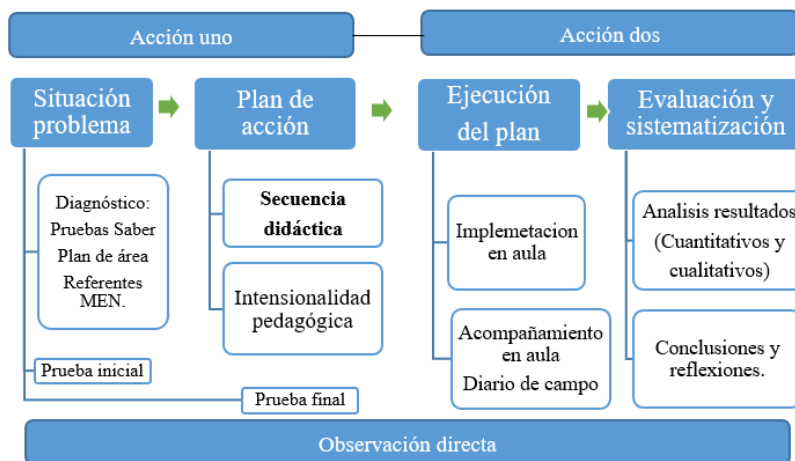 Acción uno
Acción dos
Situación
problema
Plan de
acción
Ejecución
del plan
Evaluación y
sistematización
Diagnóstico:
Pruebas Saber
Plan de área
Referentes
MEN.
Prueba inicial
Prueba final
Secuencia
didáctica
Intensionalidad
pedagógica
Implemetacion
en aula
Acompañamiento
en aula
Diario de campo
Analisis resultados
(Cuantitativos y
cualitativos)
Conclusiones y
reflexiones.
Observación directa